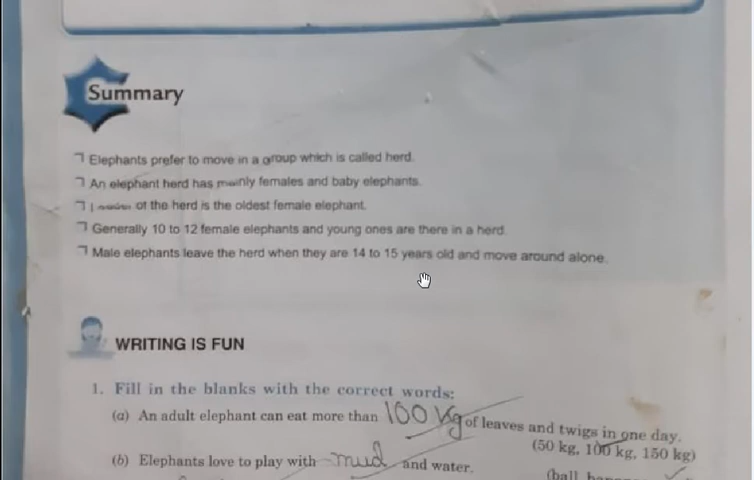 Summary
Elephants prefer to move in a group which is called herd.
An elephant herd has mainly females and baby elephants.
of the herd is the oldest female elephant.
Generally 10 to 12 female elephants and young ones are there in a herd.
Male elephants leave the herd when they are 14 to 15 years old and move around alone.
WRITING IS FUN
1. Fill in the blanks with the correct words:
(a) An adult elephant can eat more than 100 kg of leaves and twigs in one day.
(50 kg, 100 kg, 150 kg)
(b) Elephants love to play with mud and water.
(ball